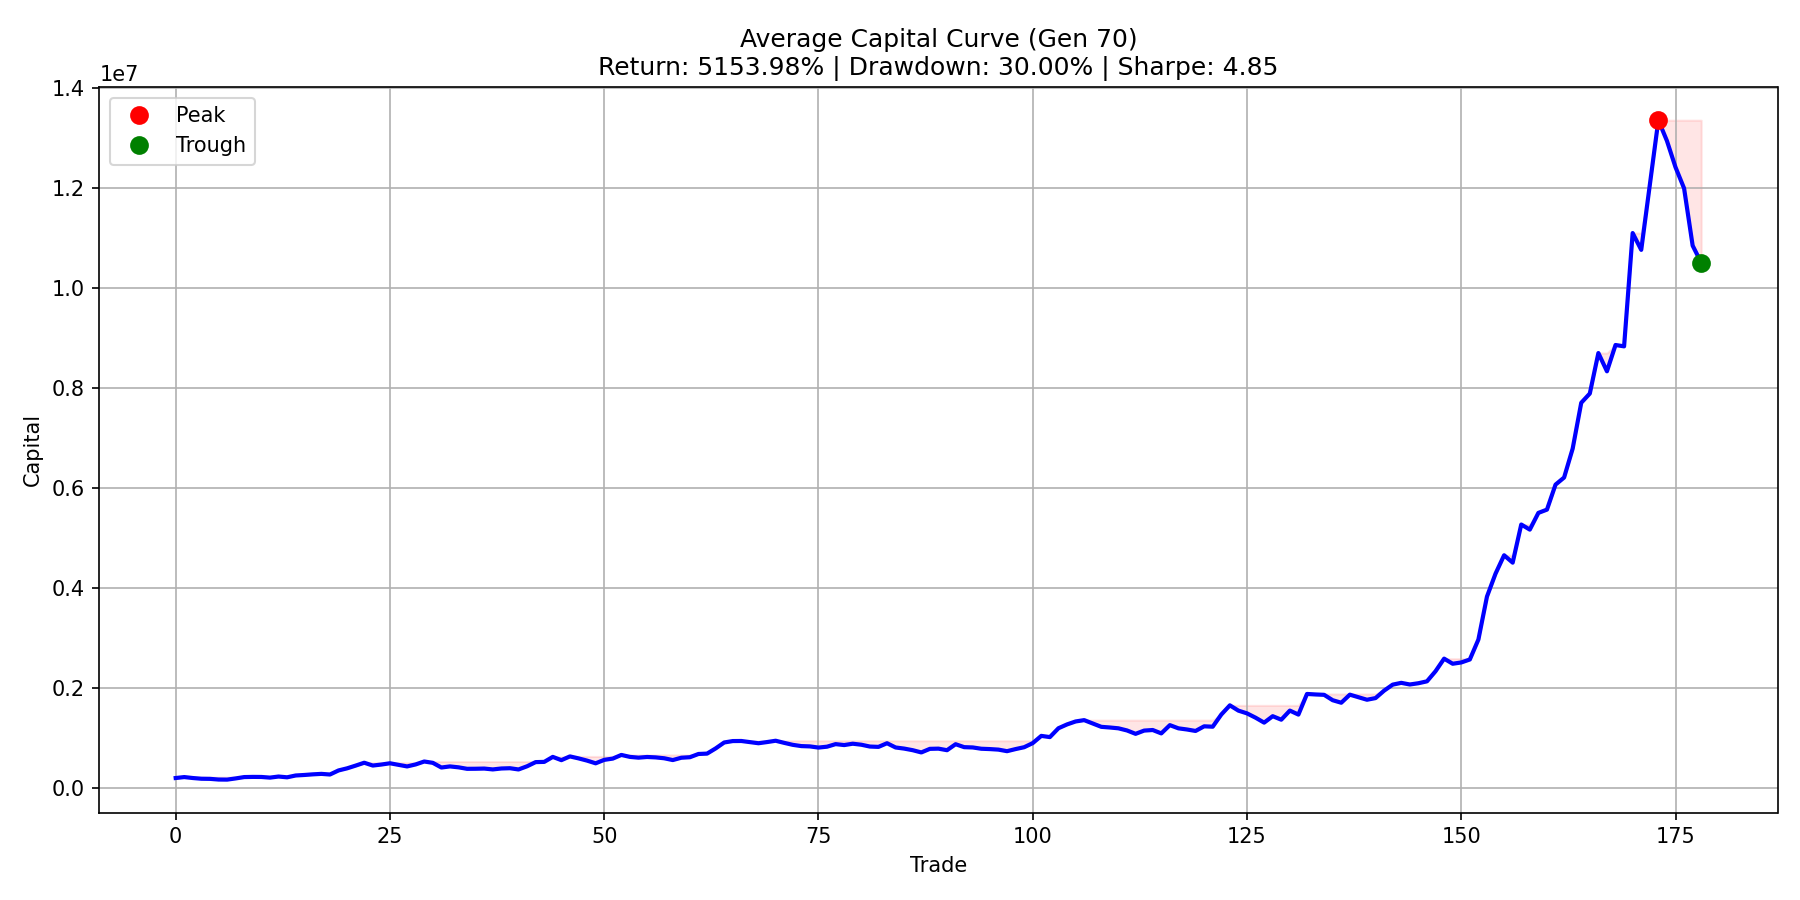 Average Capital Curve (Gen 70)
Return: 5153.98% | Drawdown: 30.00% | Sharpe: 4.85
1e7
Peak
Trough
1.4
1.2
1.0
0.8
0.6
0.4
0.2
0.0
Capital
0 25 50 75 100 125 150 175
Trade